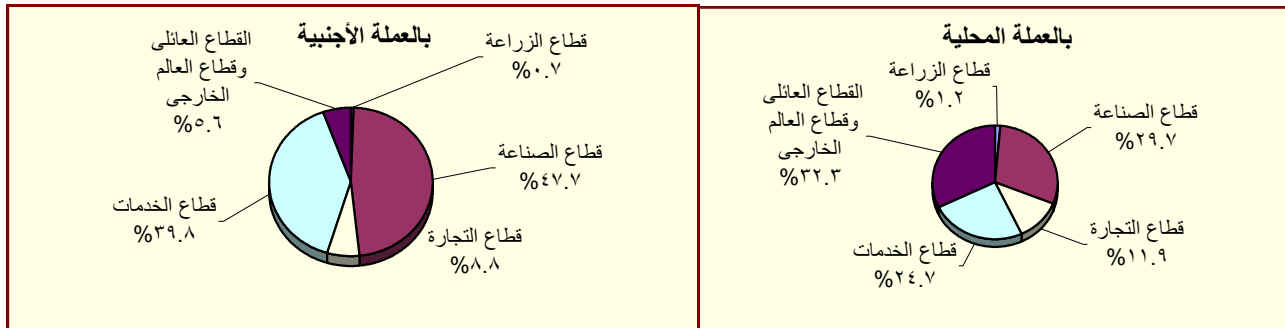 بالعملة المحلية
قطاع الزراعة
%١.٢
قطاع الصناعة
%٢٩.٧
قطاع التجارة
%١١.٩
قطاع الخدمات
%٢٤.٧
القطاع العائلى
وقطاع العالم
الخارجى
%٣٢.٣
بالعملة الأجنبية
قطاع الزراعة
%٠.٧
قطاع الصناعة
%٤٧.٧
قطاع التجارة
%٨.٨
قطاع الخدمات
%٣٩.٨
القطاع العائلى
وقطاع العالم
الخارجى
%٥.٦